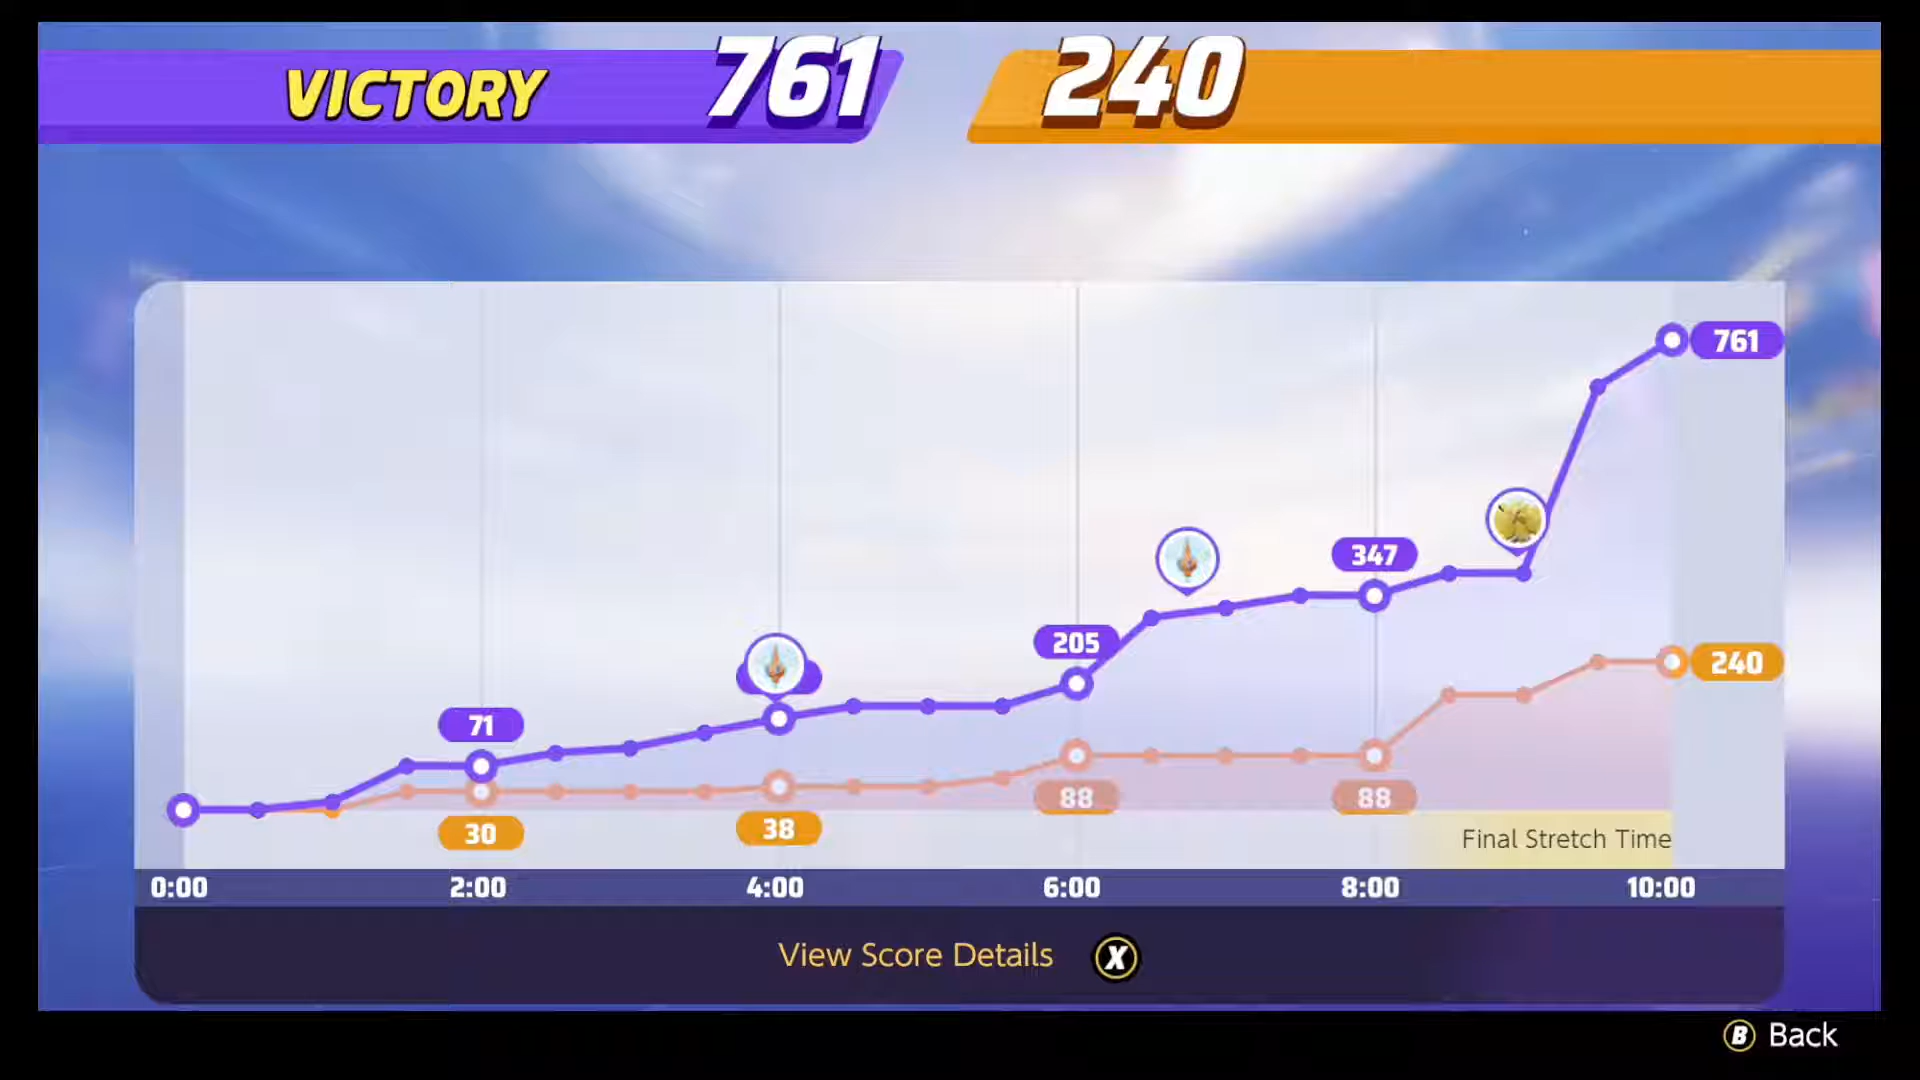 VICTORY 761 240
761
347
205
240
71
88 88
30 38
Final Stretch Time
0:00 2:00 4:00 6:00 8:00 10:00
View Score Details X
B Back